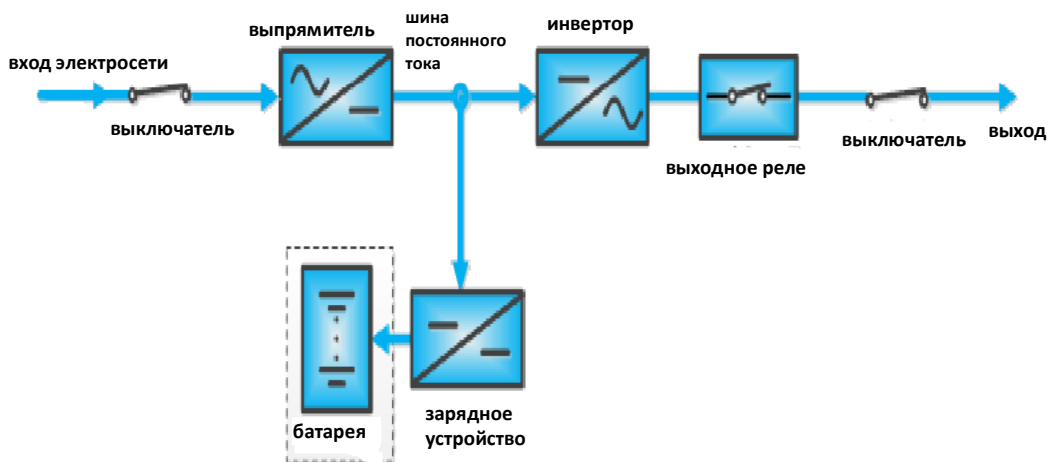 шина
постоянного
тока
выпрямитель
инвертор
вход электросети
выключатель
выходное реле
выключатель
выход
батарея
зарядное
устройство